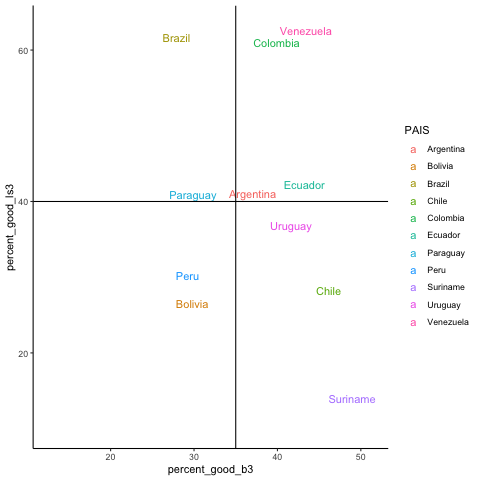 Venezuela
Brazil
Colombia
60
Ecuador
Paraguay
Argentina
40
Uruguay
Peru
Chile
Bolivia
20
Suriname
20
30
40
50
percent_good_b3
percent_good_ls3
PAIS
a Argentina
a Bolivia
a Brazil
a Chile
a Colombia
a Ecuador
a Paraguay
a Peru
a Suriname
a Uruguay
a Venezuela